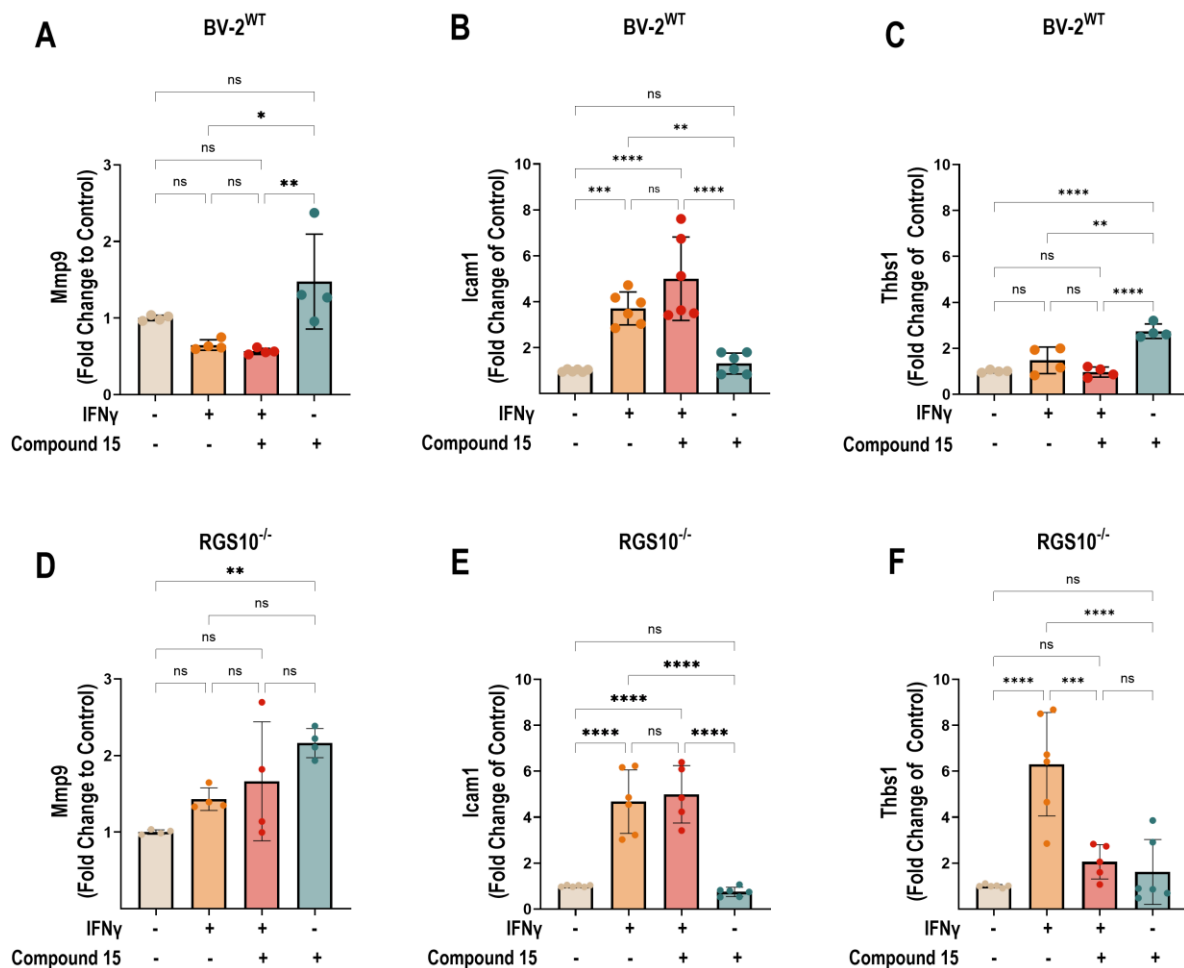 A
BV-2WT
ns
*
ns
ns
ns
**
3
2
1
0
Mmp9
(Fold Change to Control)
IFNγ
- + + -
Compound 15
- - + +
B
BV-2WT
ns
**
****
***
ns
****
10
8
6
4
2
0
Icam1
(Fold Change of Control)
IFNγ
- + + -
Compound 15
- - + +
C
BV-2WT
****
**
ns
ns
ns
****
10
8
6
4
2
0
Thbs1
(Fold Change of Control)
IFNγ
- + + -
Compound 15
- - + +
D
RGS10-/-
**
ns
ns
ns
ns
ns
3
2
1
Mmp9
(Fold Change to Control)
IFNγ
- + + -
Compound 15
- - + +
E
RGS10-/-
ns
****
****
****
ns
****
10
8
6
4
2
0
Icam1
(Fold Change to Control)
IFNγ
- + + -
Compound 15
- - + +
F
RGS10-/-
ns
****
ns
****
***
ns
10
8
6
4
2
0
Thbs1
(Fold Change of Control)
IFNγ
- + + -
Compound 15
- - + +